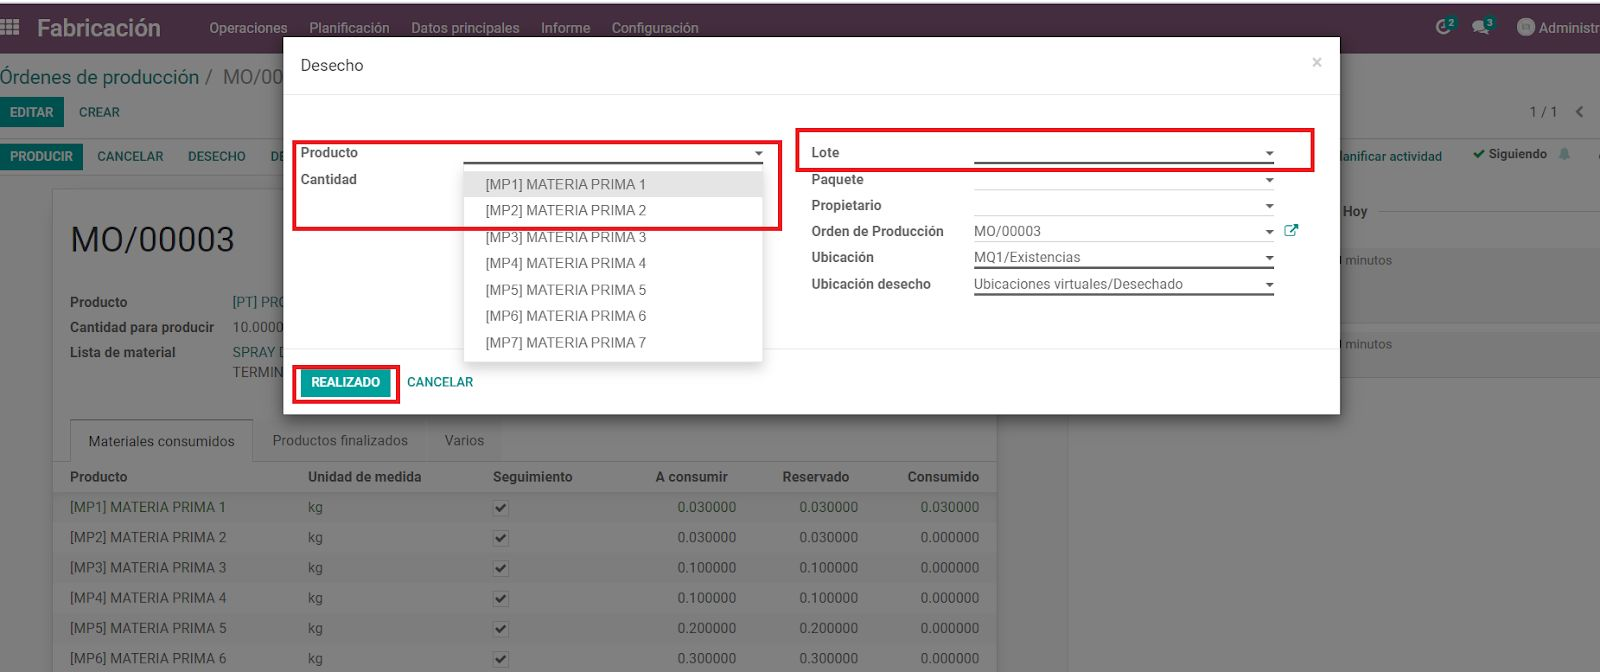 Fabricación
Operaciones Planificación Datos principales Informe Configuración
2 3 Administr
Órdenes de producción / MO/00
EDITAR CREAR
1 / 1
PRODUCIR CANCELAR DESECHO DE
lanificar actividad Siguiendo
Hoy
minutos
minutos
Desecho
×
Producto
Cantidad
[MP1] MATERIA PRIMA 1
[MP2] MATERIA PRIMA 2
[MP3] MATERIA PRIMA 3
[MP4] MATERIA PRIMA 4
[MP5] MATERIA PRIMA 5
[MP6] MATERIA PRIMA 6
[MP7] MATERIA PRIMA 7
Lote
Paquete
Propietario
Orden de Producción MO/00003
Ubicación MQ1/Existencias
Ubicación desecho Ubicaciones virtuales/Desechado
REALIZADO CANCELAR
MO/00003
Producto [PT] PRO
Cantidad para producir 10.0000
Lista de material SPRAY D
TERMIN
Materiales consumidos Productos finalizados Varios
Producto Unidad de medida Seguimiento A consumir Reservado Consumido
[MP1] MATERIA PRIMA 1 kg 0.030000 0.030000 0.030000
[MP2] MATERIA PRIMA 2 kg 0.030000 0.030000 0.000000
[MP3] MATERIA PRIMA 3 kg 0.100000 0.100000 0.000000
[MP4] MATERIA PRIMA 4 kg 0.100000 0.100000 0.000000
[MP5] MATERIA PRIMA 5 kg 0.200000 0.200000 0.000000
[MP6] MATERIA PRIMA 6 kg 0.300000 0.300000 0.000000